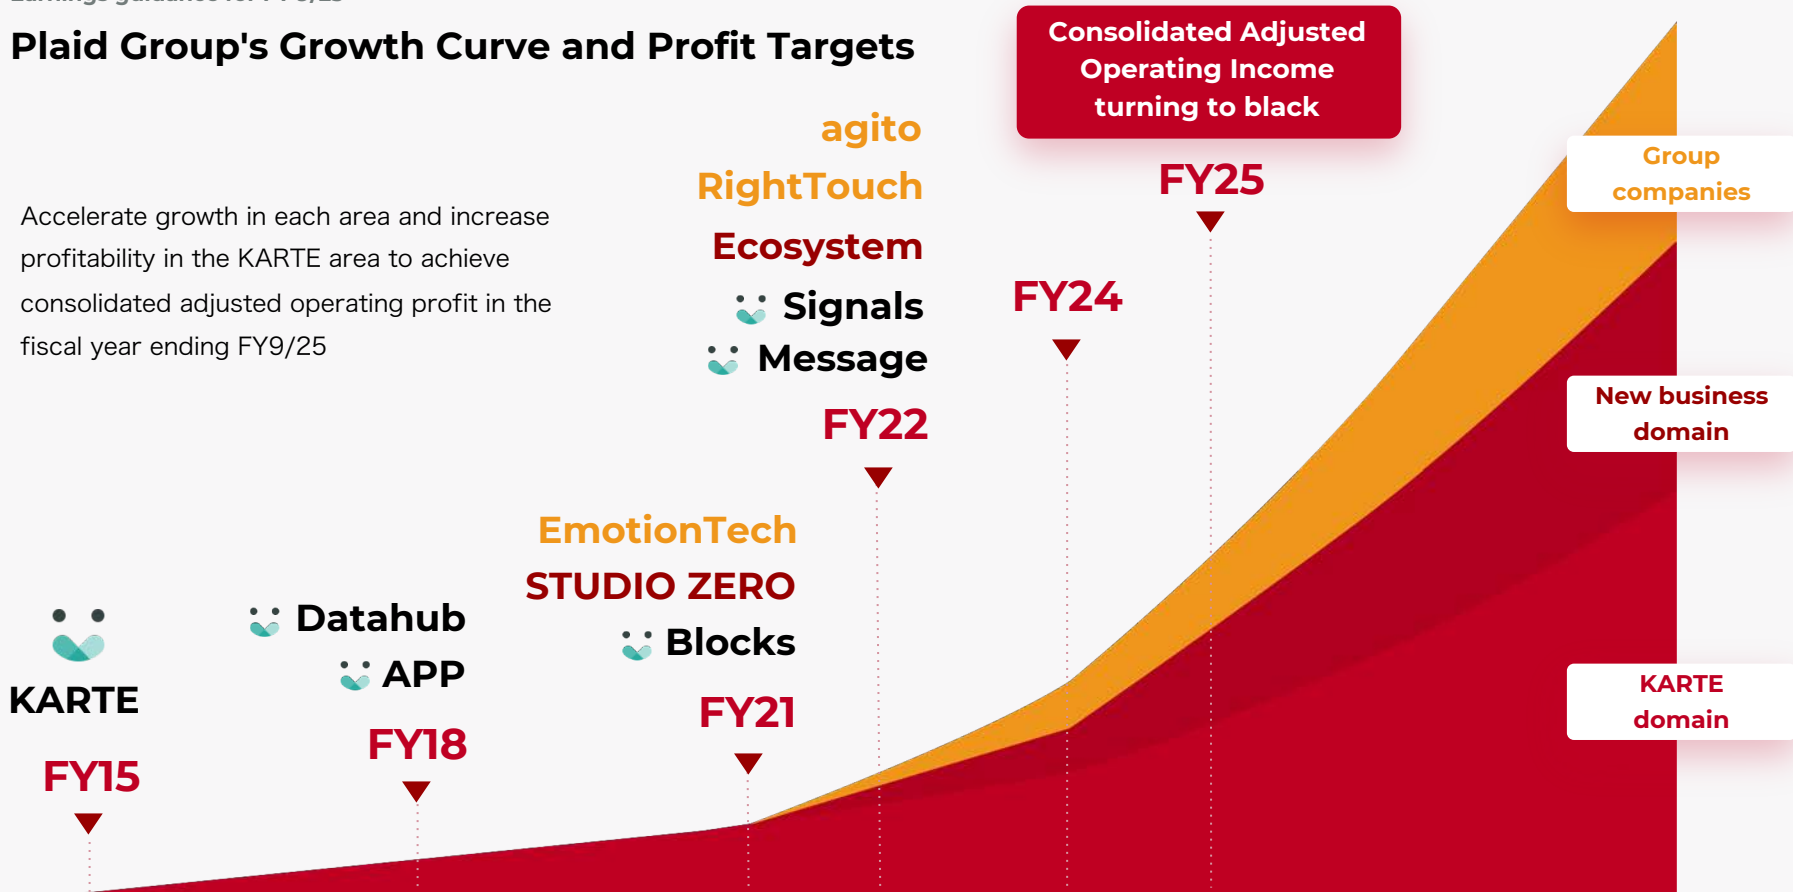 Plaid Group's Growth Curve and Profit Targets
Accelerate growth in each area and increase
profitability in the KARTE area to achieve
consolidated adjusted operating profit in the
fiscal year ending FY9/25
Consolidated Adjusted
Operating Income
turning to black
FY25
agito
RightTouch
Ecosystem
Signals
Message
FY22
FY24
EmotionTech
STUDIO ZERO
Blocks
FY21
Datahub
APP
FY18
KARTE
FY15
Group
companies
New business
domain
KARTE
domain